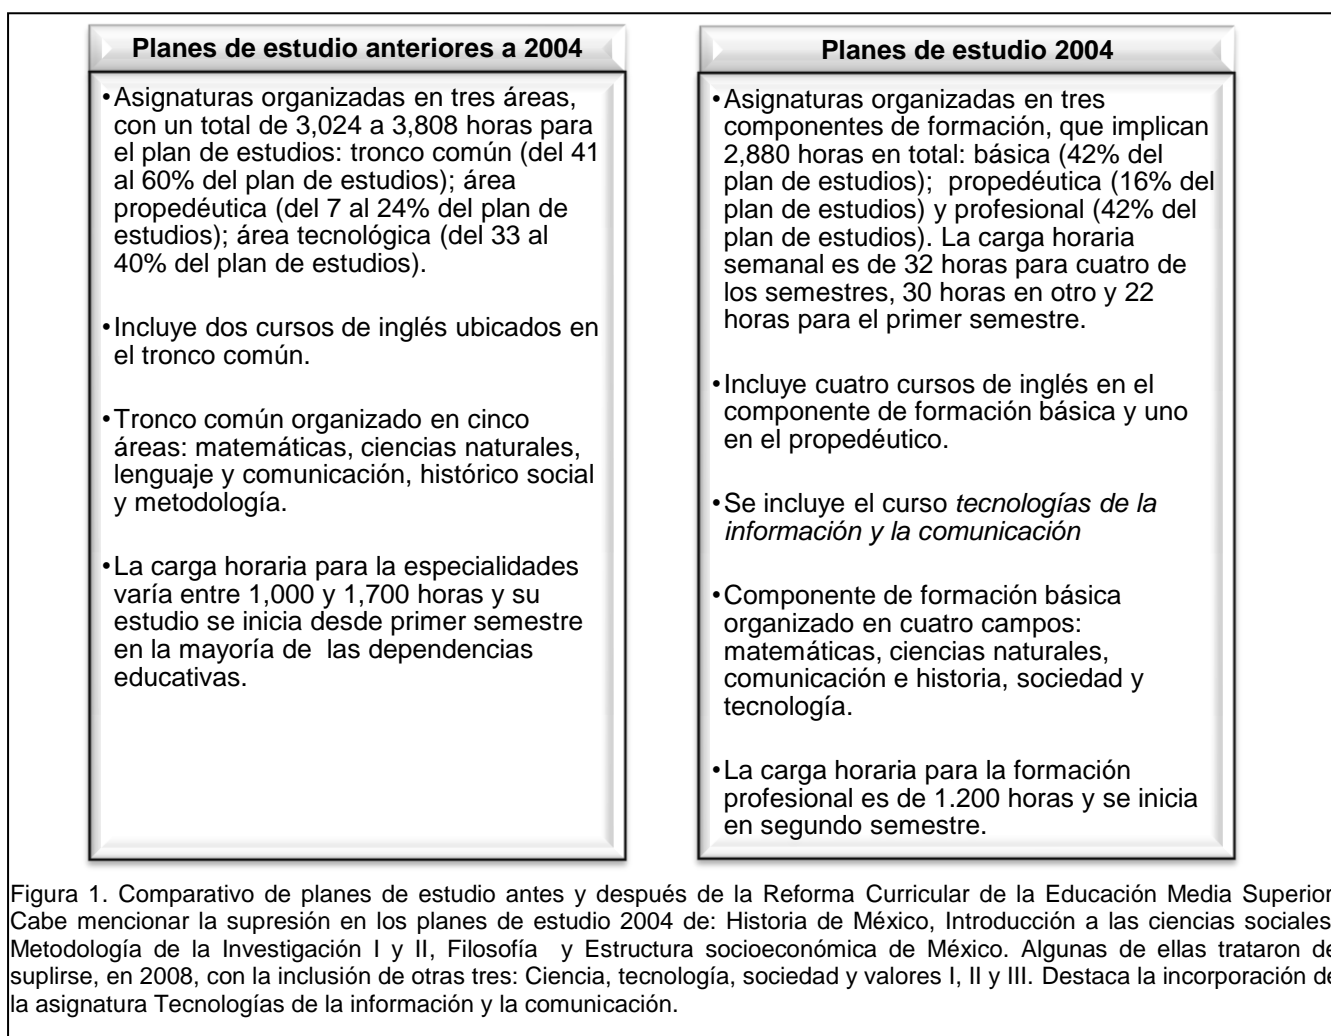 Planes de estudio anteriores a 2004
•Asignaturas organizadas en tres áreas,
con un total de 3,024 a 3,808 horas para
el plan de estudios: tronco común (del 41
al 60% del plan de estudios); área
propedéutica (del 7 al 24% del plan de
estudios); área tecnológica (del 33 al
40% del plan de estudios).
•Incluye dos cursos de inglés ubicados en
el tronco común.
•Tronco común organizado en cinco
áreas: matemáticas, ciencias naturales,
lenguaje y comunicación, histórico social
y metodología.
•La carga horaria para la especialidades
varía entre 1,000 y 1,700 horas y su
estudio se inicia desde primer semestre
en la mayoría de las dependencias
educativas.
Planes de estudio 2004
•Asignaturas organizadas en tres
componentes de formación, que implican
2,880 horas en total: básica (42% del
plan de estudios); propedéutica (16% del
plan de estudios) y profesional (42% del
plan de estudios). La carga horaria
semanal es de 32 horas para cuatro de
los semestres, 30 horas en otro y 22
horas para el primer semestre.
•Incluye cuatro cursos de inglés en el
componente de formación básica y uno
en el propedéutico.
•Se incluye el curso tecnologías de la
información y la comunicación
•Componente de formación básica
organizado en cuatro campos:
matemáticas, ciencias naturales,
comunicación e historia, sociedad y
tecnología.
•La carga horaria para la formación
profesional es de 1.200 horas y se inicia
en segundo semestre.
Figura 1. Comparativo de planes de estudio antes y después de la Reforma Curricular de la Educación Media Superior
Cabe mencionar la supresión en los planes de estudio 2004 de: Historia de México, Introducción a las ciencias sociales
Metodología de la Investigación I y II, Filosofía y Estructura socioeconómica de México. Algunas de ellas trataron de
suplirse, en 2008, con la inclusión de otras tres: Ciencia, tecnología, sociedad y valores I, II y III. Destaca la incorporación de
la asignatura Tecnologías de la información y la comunicación.